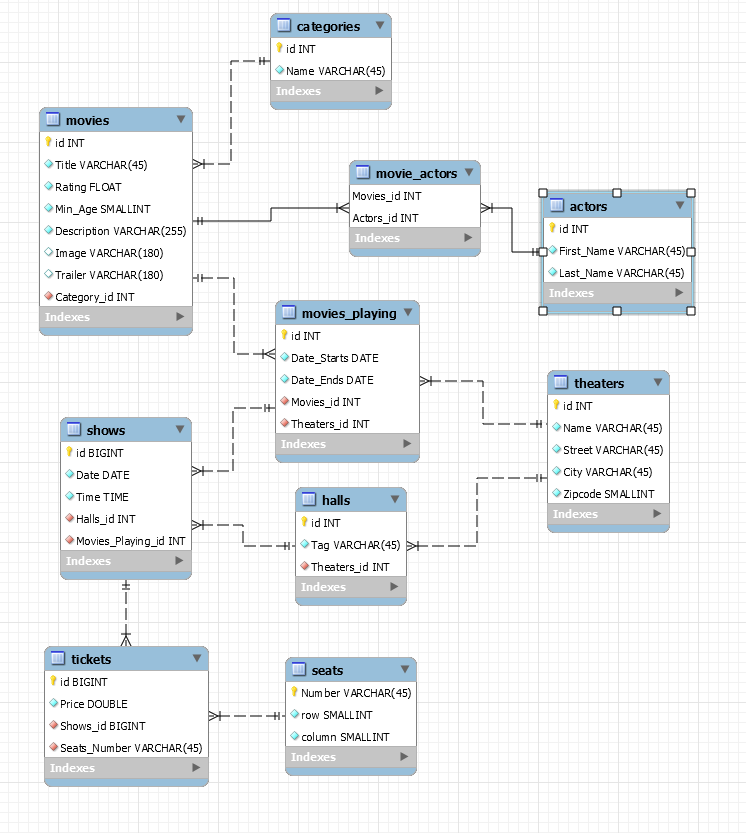 categories
id INT
Name VARCHAR(45)
Indexes
movies
id INT
Title VARCHAR(45)
Rating FLOAT
Min_Age SMALLINT
Description VARCHAR(255)
Image VARCHAR(180)
Trailer VARCHAR(180)
Category_id INT
Indexes
movie_actors
Movies_id INT
Actors_id INT
Indexes
actors
id INT
First_Name VARCHAR(45)
Last_Name VARCHAR(45)
Indexes
movies_playing
id INT
Date_Starts DATE
Date_Ends DATE
Movies_id INT
Theaters_id INT
Indexes
theaters
id INT
Name VARCHAR(45)
Street VARCHAR(45)
City VARCHAR(45)
Zipcode SMALLINT
Indexes
shows
id BIGINT
Date DATE
Time TIME
Halls_id INT
Movies_Playing_id INT
Indexes
halls
id INT
Tag VARCHAR(45)
Theaters_id INT
Indexes
tickets
id BIGINT
Price DOUBLE
Shows_id BIGINT
Seats_Number VARCHAR(45)
Indexes
seats
Number VARCHAR(45)
row SMALLINT
column SMALLINT
Indexes